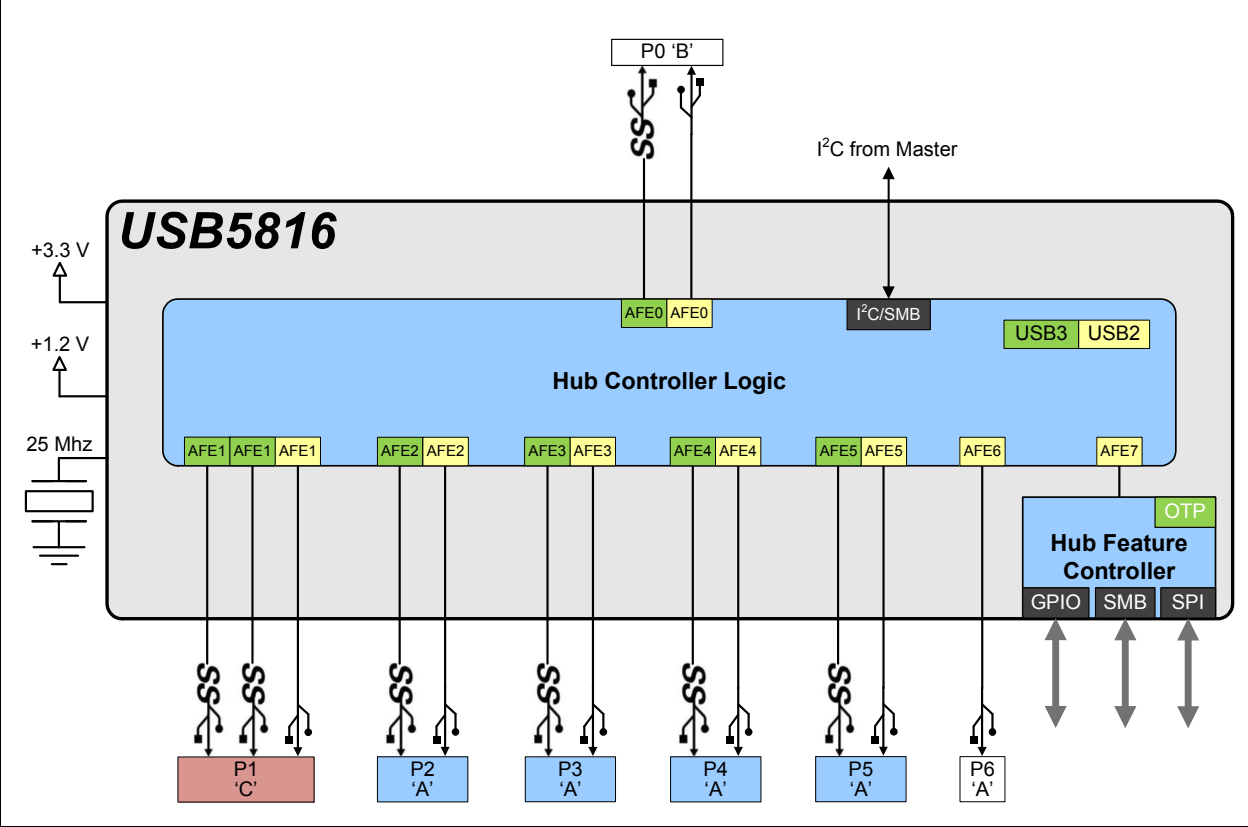 P0 ‘B’
SS
I²C from Master
USB5816
+3.3 V
+1.2 V
25 Mhz
AFE0 AFE0
I²C/SMB
USB3 USB2
Hub Controller Logic
AFE1 AFE1 AFE1
AFE2 AFE2
AFE3 AFE3
AFE4 AFE4
AFE5 AFE5
AFE6
AFE7
OTP
Hub Feature
Controller
GPIO SMB SPI
SS SS SS SS SS SS
P1
‘C’
P2
‘A’
P3
‘A’
P4
‘A’
P5
‘A’
P6
‘A’